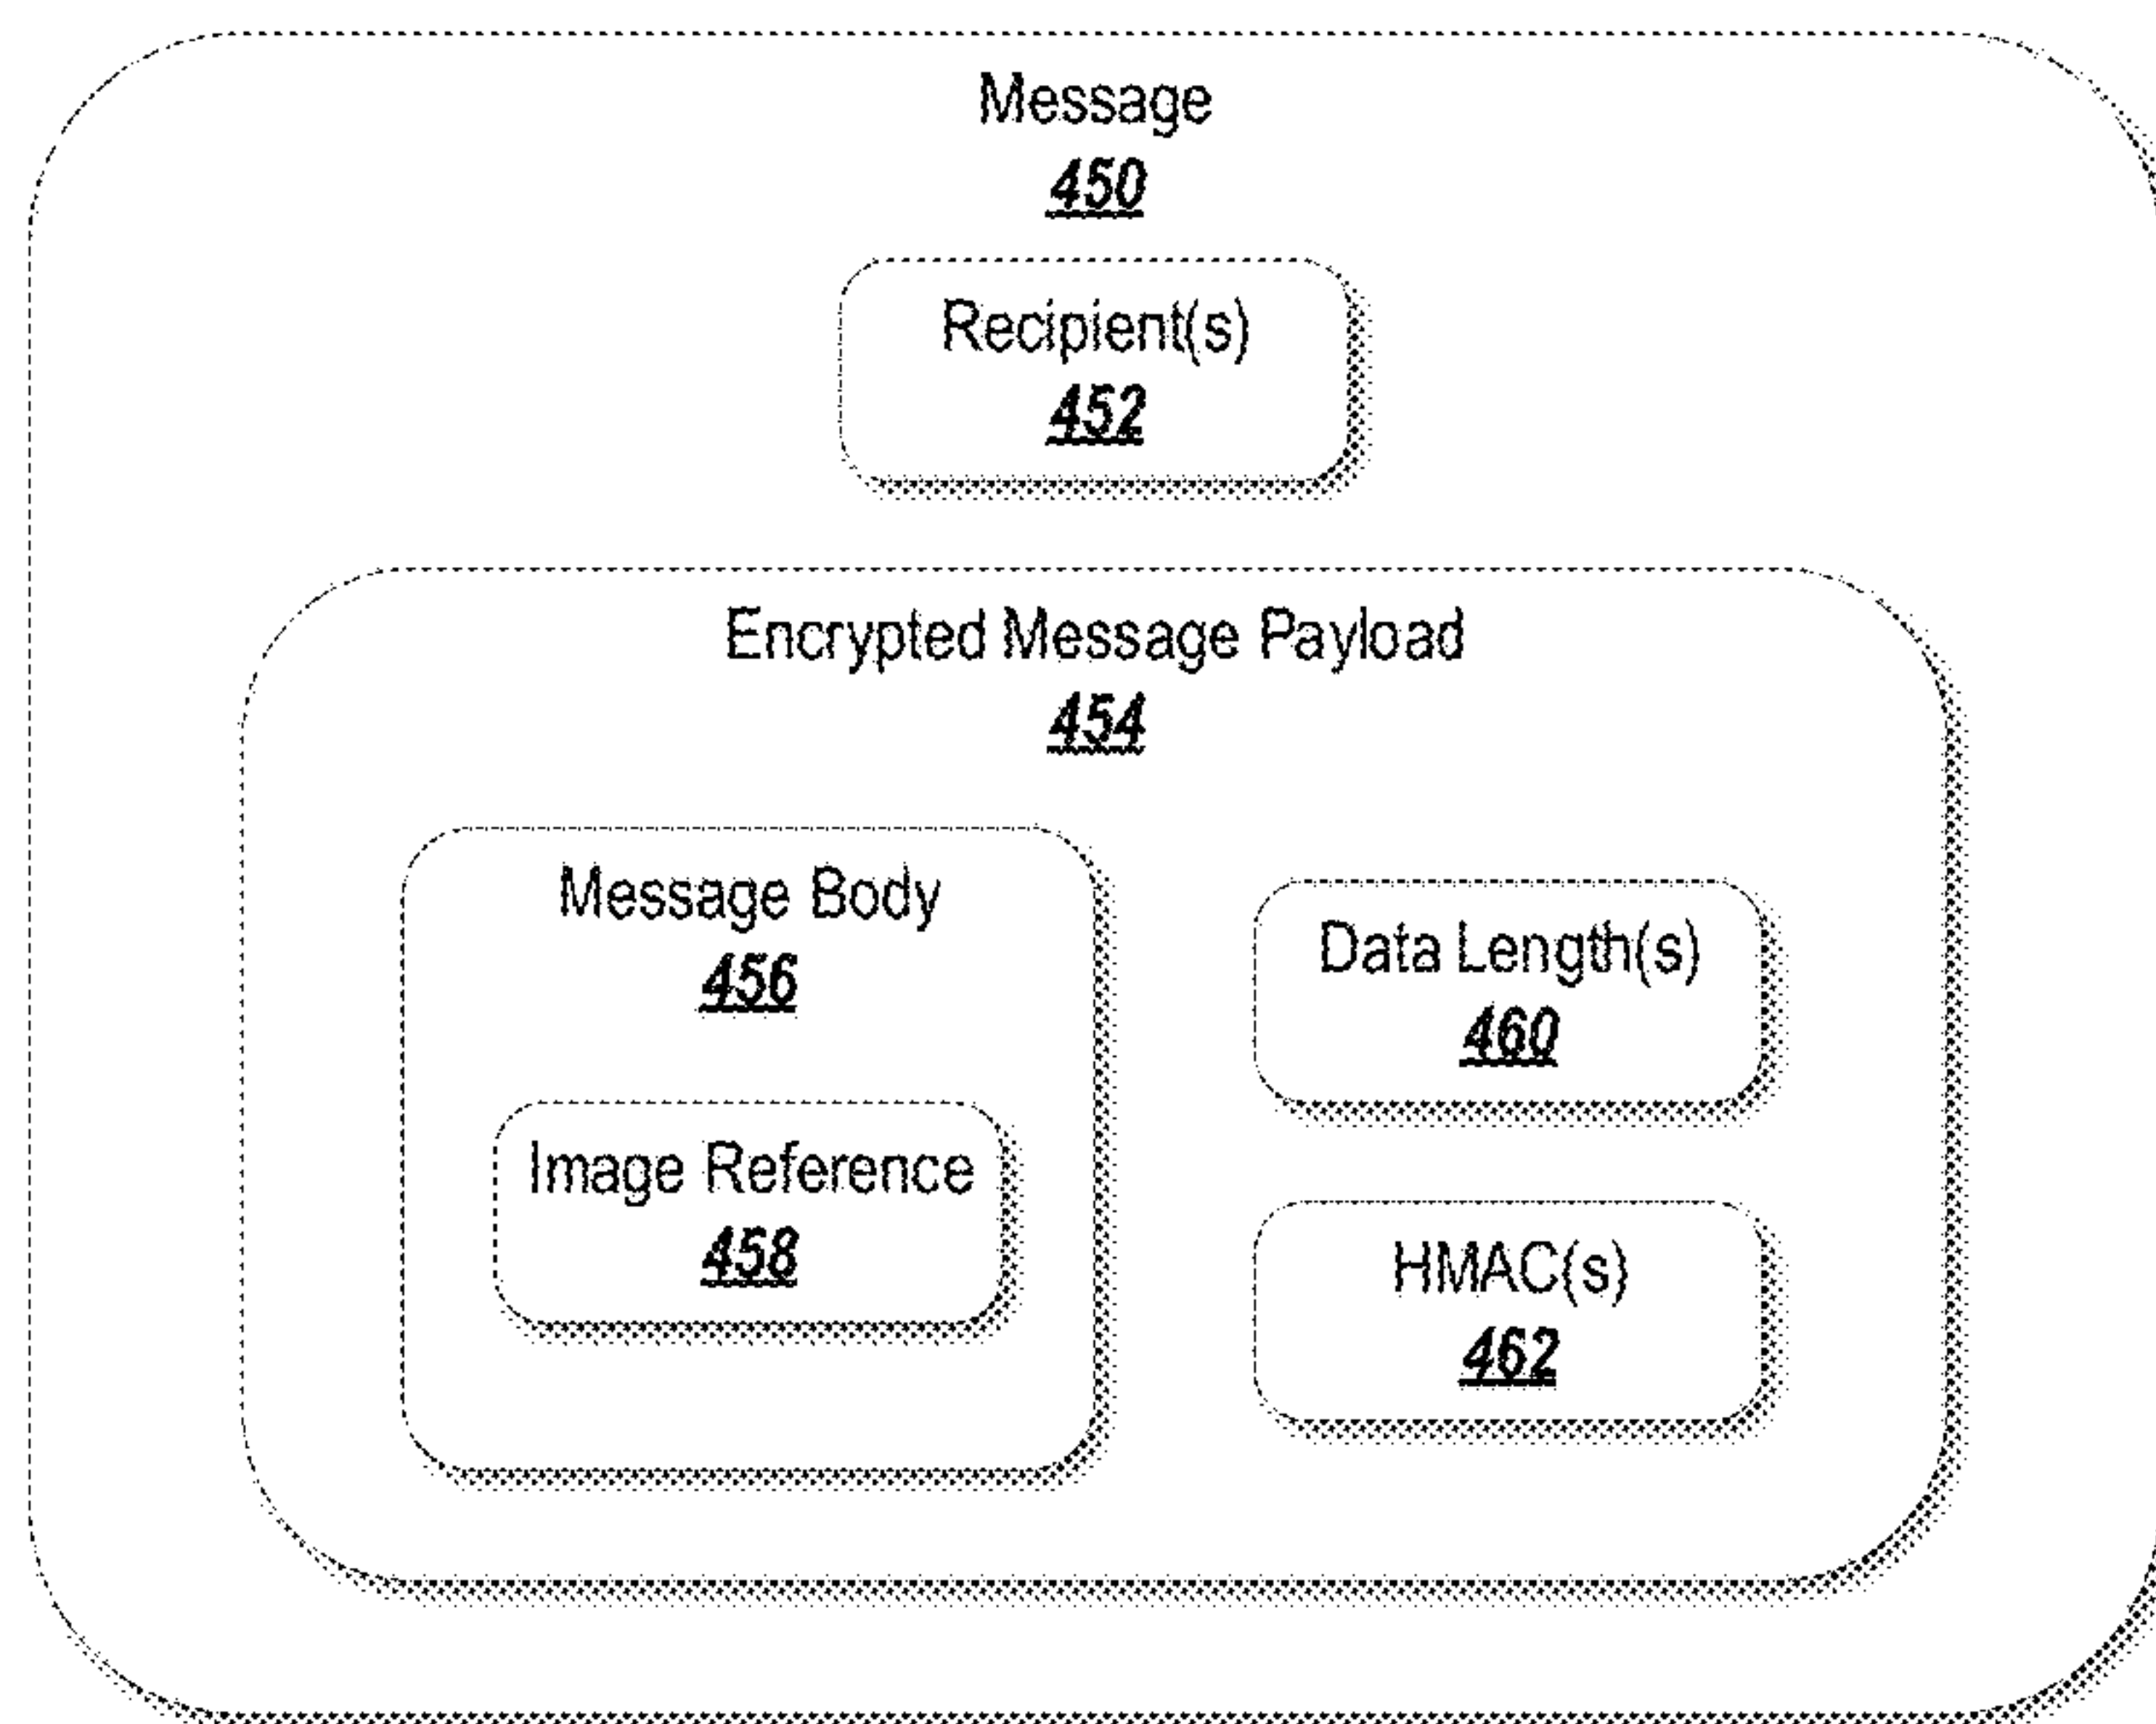 Message
450
Recipient(s)
452
Encrypted Message Payload
454
Message Body
456
Image Reference
458
Data Length(s)
460
HMAC(s)
462